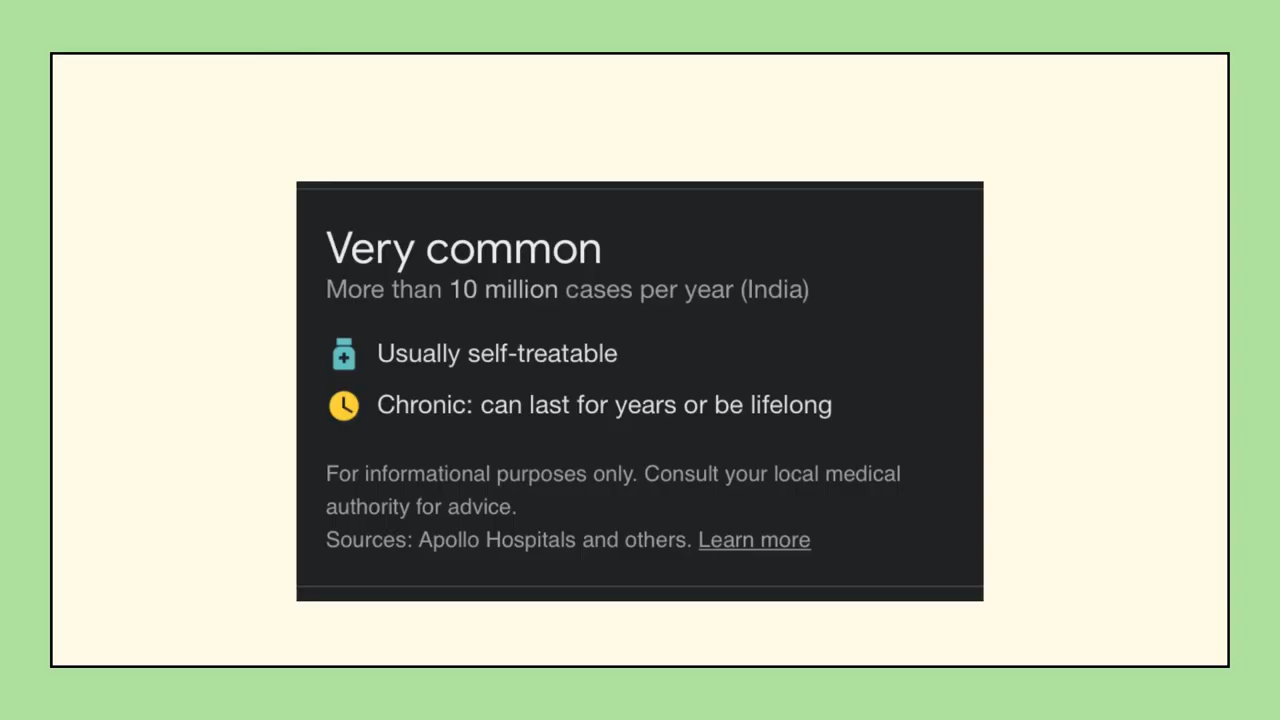 Very common
More than 10 million cases per year (India)
Usually self-treatable
Chronic: can last for years or be lifelong
For informational purposes only. Consult your local medical
authority for advice.
Sources: Apollo Hospitals and others. Learn more